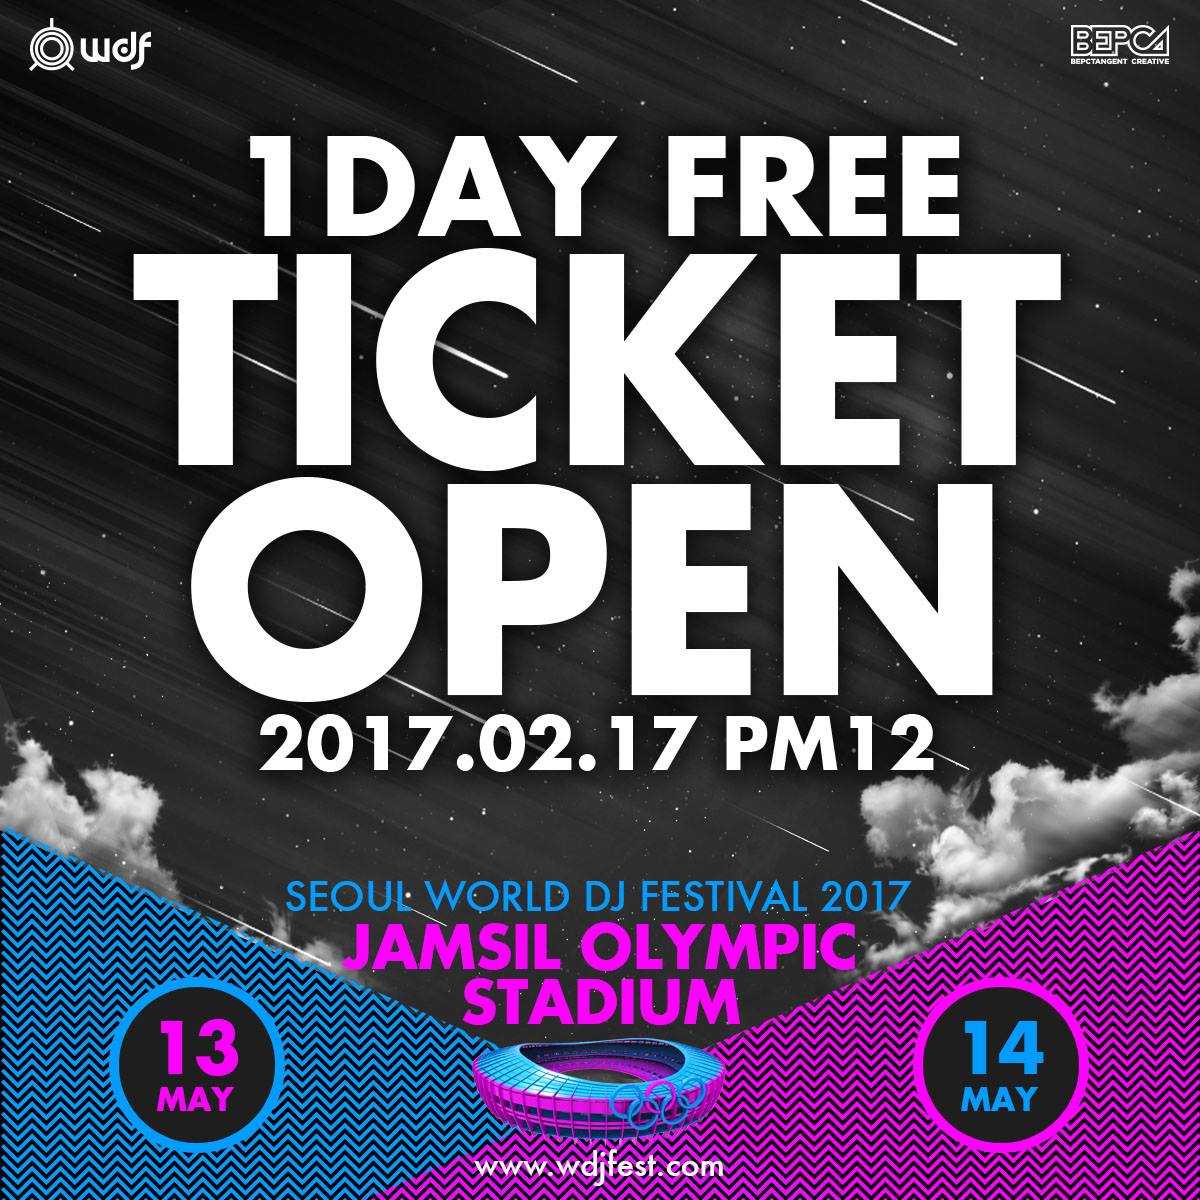 wdf
BEPCA
BEPCTANGENT CREATIVE
1DAY FREE
TICKET
OPEN
2017.02.17 PM12
SEOUL WORLD DJ FESTIVAL 2017
JAMSIL OLYMPIC
STADIUM
13
MAY
14
MAY
www.wdjfest.com